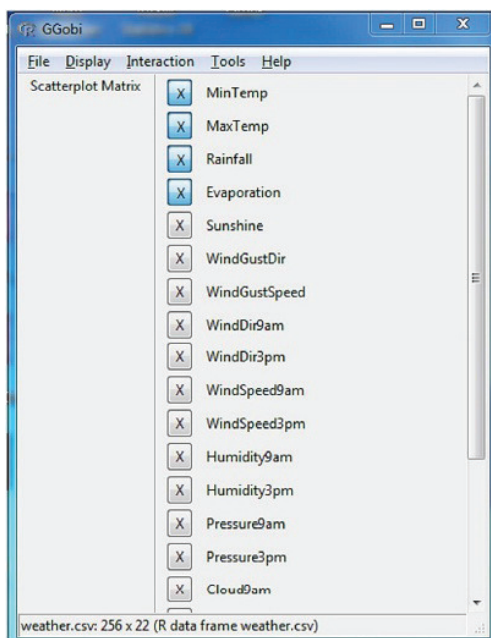 GGobi
File Display Interaction Tools Help
Scatterplot Matrix
X MinTemp
X MaxTemp
X Rainfall
X Evaporation
X Sunshine
X WindGustDir
X WindGustSpeed
X WindDir9am
X WindDir3pm
X WindSpeed9am
X WindSpeed3pm
X Humidity9am
X Humidity3pm
X Pressure9am
X Pressure3pm
X Cloud9am
weather.csv: 256 x 22 (R data frame weather.csv)